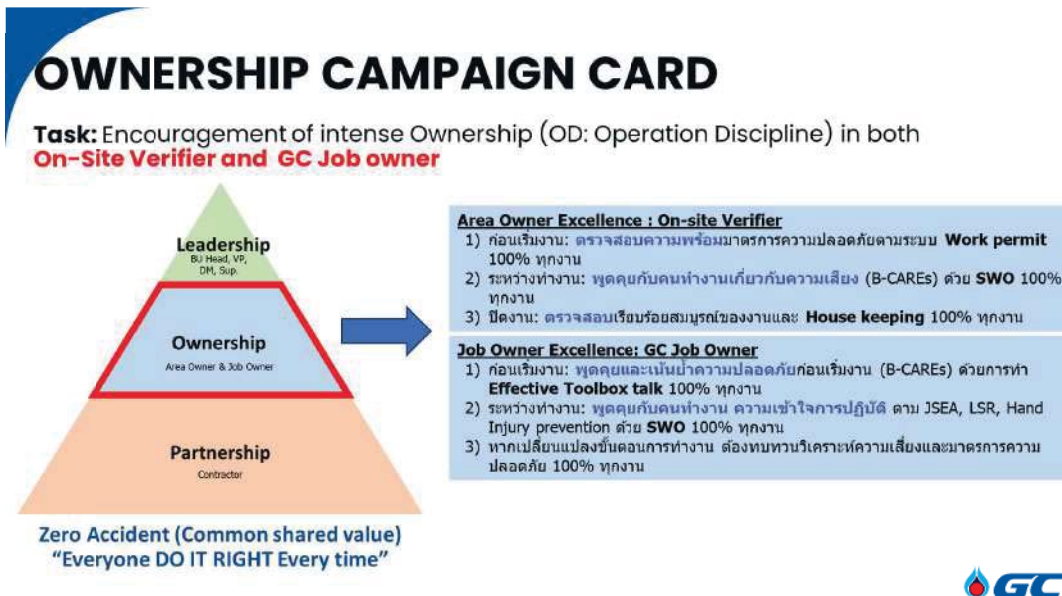 OWNERSHIP CAMPAIGN CARD
Task: Encouragement of intense Ownership (OD: Operation Discipline) in both
On-Site Verifier and GC Job owner
Leadership
BU Head, VP,
DM, Sup.
Ownership
Area Owner & Job Owner
Partnership
Contractor
Zero Accident (Common shared value)
“Everyone DO IT RIGHT Every time”
Area Owner Excellence : On-site Verifier
1) ก่อนเริ่มงาน: ตรวจสอบความพร้อมมาตรการความปลอดภัยตามระบบ Work permit
100% ทุกงาน
2) ระหว่างทำงาน: พูดคุยกับคนทำงานเกี่ยวกับความเสี่ยง (B-CAREs) ด้วย SWO 100%
ทุกงาน
3) ปิดงาน: ตรวจสอบเรียบร้อยสมบูรณ์ของงานและ House keeping 100% ทุกงาน
Job Owner Excellence: GC Job Owner
1) ก่อนเริ่มงาน: พูดคุยและเน้นย้ำความปลอดภัยก่อนเริ่มงาน (B-CAREs) ด้วยการทำ
Effective Toolbox talk 100% ทุกงาน
2) ระหว่างทำงาน: พูดคุยกับคนทำงาน ความเข้าใจการปฏิบัติ ตาม JSEA, LSR, Hand
Injury prevention ด้วย SWO 100% ทุกงาน
3) หากเปลี่ยนแปลงขั้นตอนการทำงาน ต้องทบทวนวิเคราะห์ความเสี่ยงและมาตรการความ
ปลอดภัย 100% ทุกงาน
GC